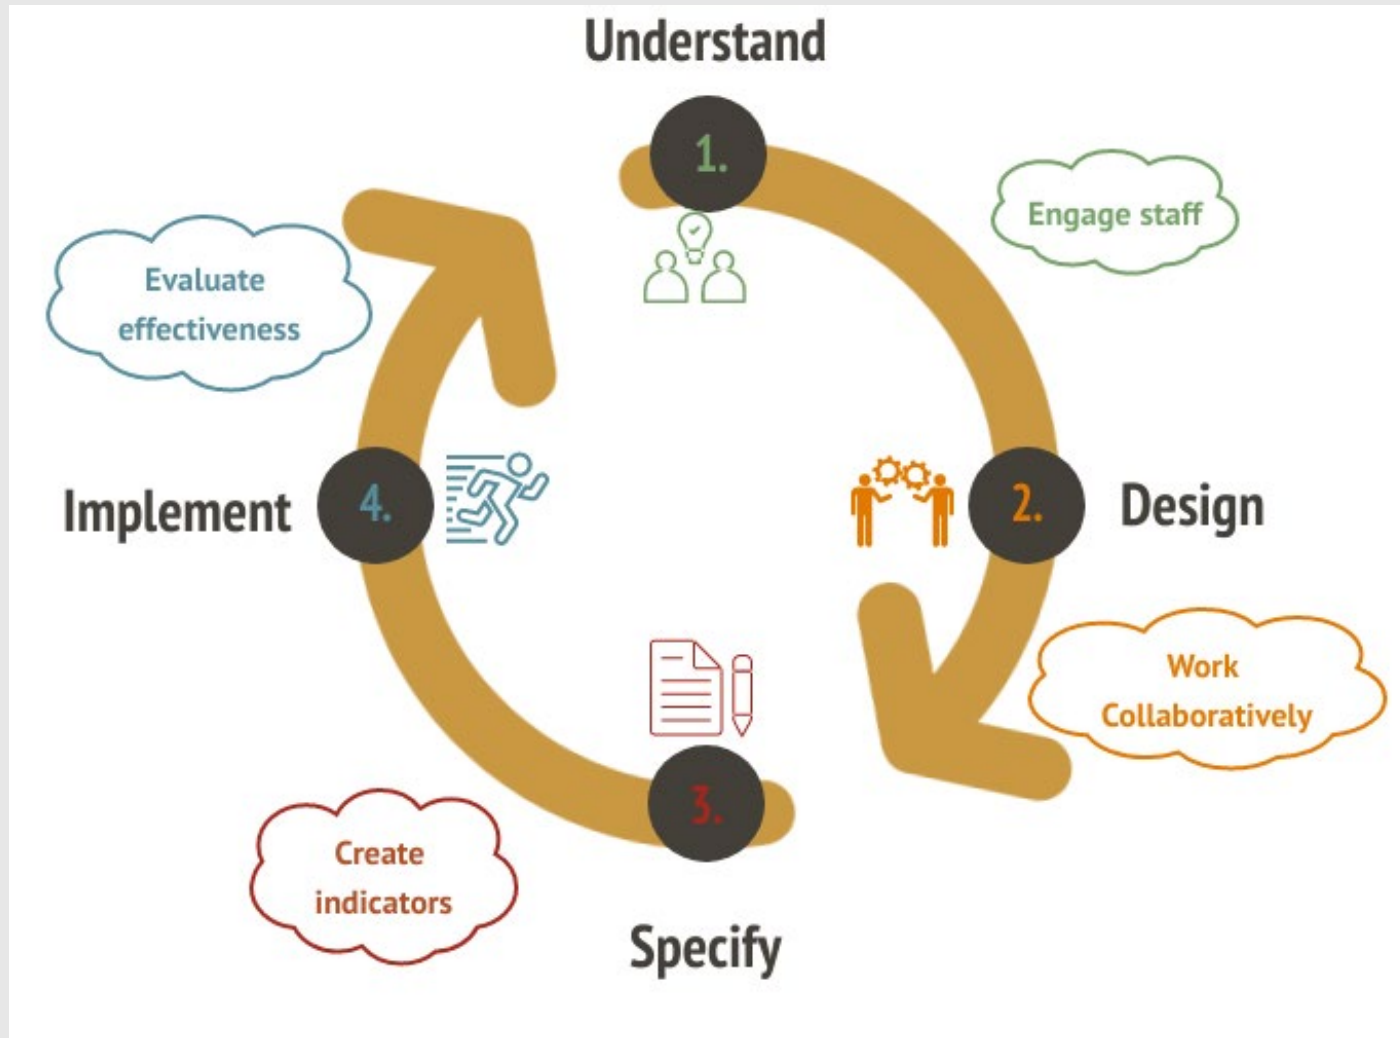 Understand
1.
Engage staff
2.
Design
Work
Collaboratively
3.
Specify
Create
indicators
4.
Implement
Evaluate
effectiveness